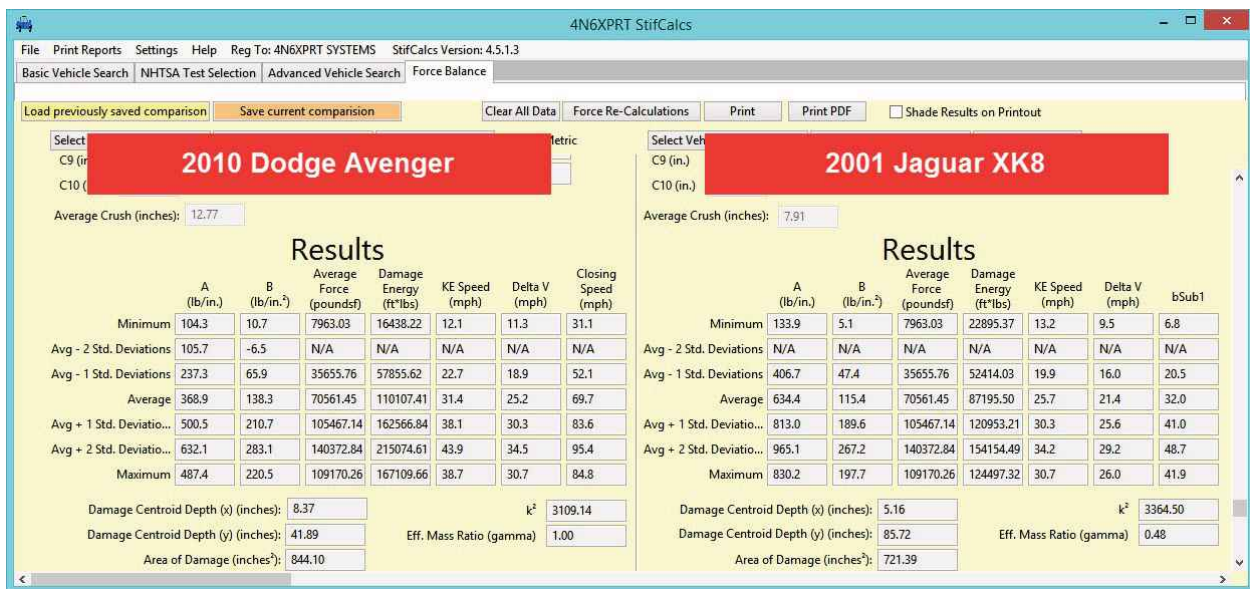 4N6XPRT StifCalcs
File Print Reports Settings Help Reg To: 4N6XPRT SYSTEMS StifCalcs Version: 4.5.1.3
Basic Vehicle Search NHTSA Test Selection Advanced Vehicle Search Force Balance
Load previously saved comparison Save current comparision Clear All Data Force Re-Calculations Print Print PDF Shade Results on Printout
Select
2010 Dodge Avenger
C10
Average Crush (inches): 12.77
Results
A (lb/in.) B (lb/in.²) Average Force (poundsf) Damage Energy (ft*lbs) KE Speed (mph) Delta V (mph) Closing Speed (mph)
Minimum 104.3 10.7 7963.03 16438.22 12.1 11.3 31.1
Avg - 2 Std. Deviations 105.7 -6.5 N/A N/A N/A N/A N/A
Avg - 1 Std. Deviations 237.3 65.9 35655.76 57855.62 22.7 18.9 52.1
Average 368.9 138.3 70561.45 110107.41 31.4 25.2 69.7
Avg + 1 Std. Deviatio... 500.5 210.7 105467.14 162566.84 38.1 30.3 83.6
Avg + 2 Std. Deviatio... 632.1 283.1 140372.84 215074.61 43.9 34.5 95.4
Maximum 487.4 220.5 109170.26 167109.66 38.7 30.7 84.8
Damage Centroid Depth (x) (inches): 8.37 k² 3109.14
Damage Centroid Depth (y) (inches): 41.89 Eff. Mass Ratio (gamma) 1.00
Area of Damage (inches²): 844.10
Select Veh
C9 (in.)
2001 Jaguar XK8
C10 (in.)
Average Crush (inches): 7.91
Results
A (lb/in.) B (lb/in.²) Average Force (poundsf) Damage Energy (ft*lbs) KE Speed (mph) Delta V (mph) bSub1
Minimum 133.9 5.1 7963.03 22895.37 13.2 9.5 6.8
Avg - 2 Std. Deviations N/A N/A N/A N/A N/A N/A N/A
Avg - 1 Std. Deviations 406.7 47.4 35655.76 52414.03 19.9 16.0 20.5
Average 634.4 115.4 70561.45 87195.50 25.7 21.4 32.0
Avg + 1 Std. Deviatio... 813.0 189.6 105467.14 120953.21 30.3 25.6 41.0
Avg + 2 Std. Deviatio... 965.1 267.2 140372.84 154154.49 34.2 29.2 48.7
Maximum 830.2 197.7 109170.26 124497.32 30.7 26.0 41.9
Damage Centroid Depth (x) (inches): 5.16 k² 3364.50
Damage Centroid Depth (y) (inches): 85.72 Eff. Mass Ratio (gamma) 0.48
Area of Damage (inches²): 721.39